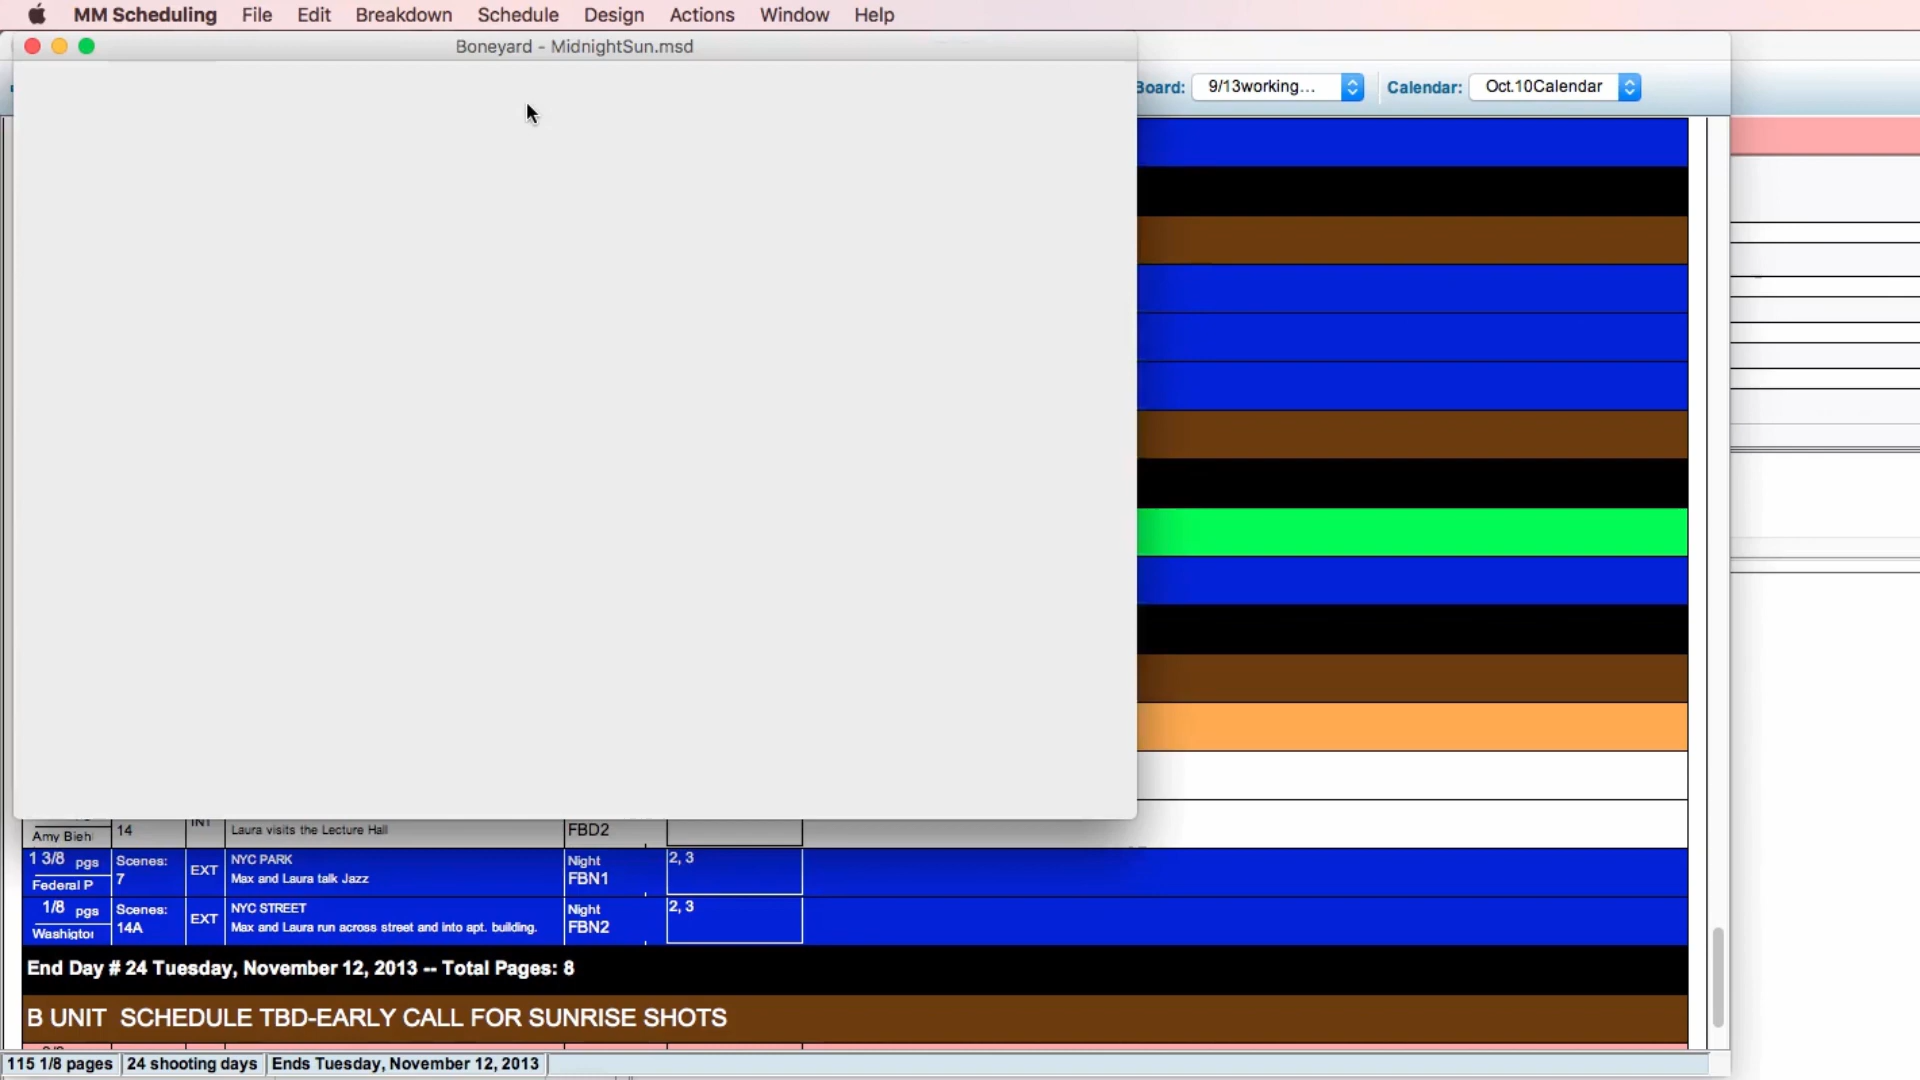 MM Scheduling File Edit Breakdown Schedule Design Actions Window Help
Boneyard - MidnightSun.msd
Board: 9/13working... Calendar: Oct.10Calendar
Amy Biehl 14 INT Laura visits the Lecture Hall FBD2
1 3/8 pgs Scenes: EXT NYC PARK Night 2, 3
Federal P 7 Max and Laura talk Jazz FBN1
1/8 pgs Scenes: EXT NYC STREET Night 2, 3
Washigtor 14A Max and Laura run across street and into apt. building. FBN2
End Day # 24 Tuesday, November 12, 2013 -- Total Pages: 8
B UNIT SCHEDULE TBD-EARLY CALL FOR SUNRISE SHOTS
115 1/8 pages 24 shooting days Ends Tuesday, November 12, 2013